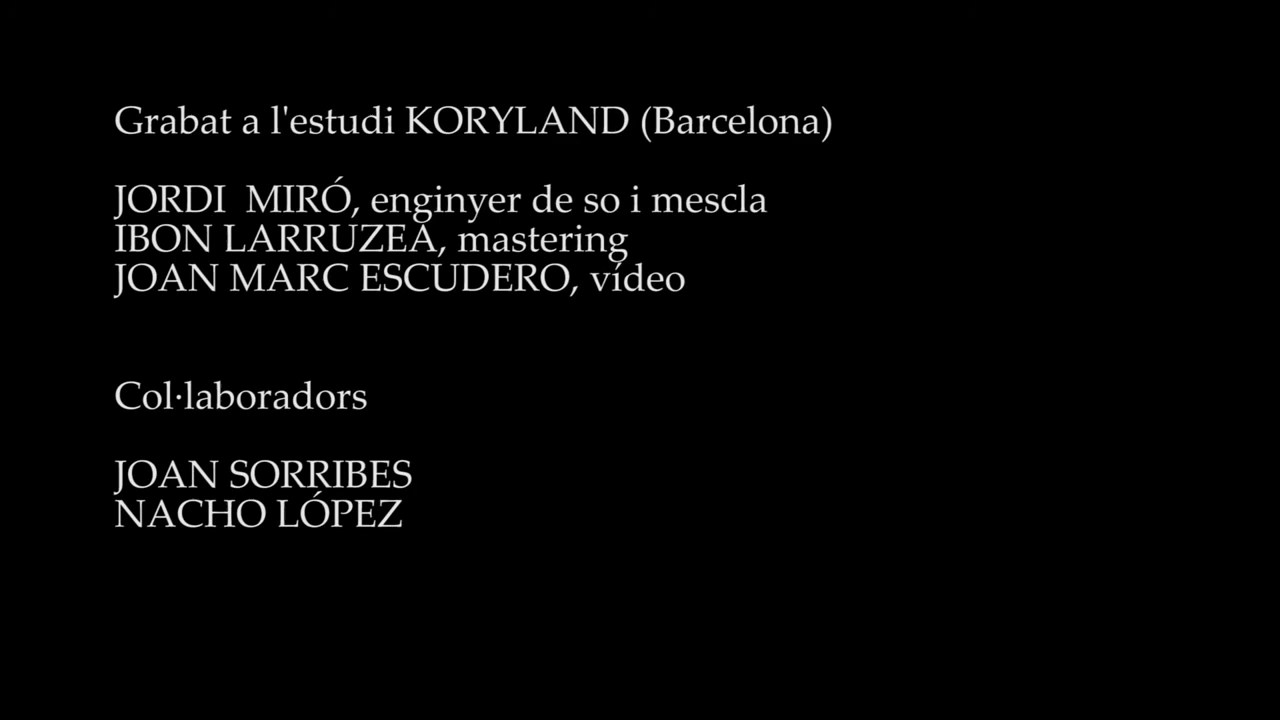 Grabat a l'estudi KORYLAND (Barcelona)
JORDI  MIRÓ, enginyer de so i mescla
IBON LARRUZEA, mastering
JOAN MARC ESCUDERO, vídeo
Col·laboradors
JOAN SORRIBES
NACHO LÓPEZ